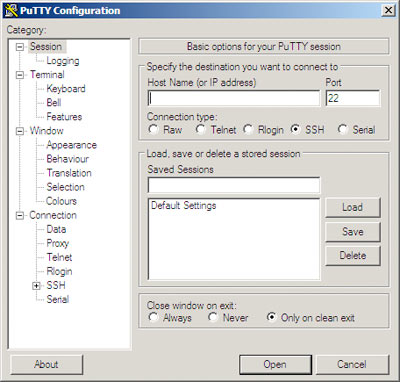 PuTTY Configuration
Category:
Session
Logging
Terminal
Keyboard
Bell
Features
Window
Appearance
Behaviour
Translation
Selection
Colours
Connection
Data
Proxy
Telnet
Rlogin
SSH
Serial
Basic options for your PuTTY session
Specify the destination you want to connect to
Host Name (or IP address) Port
22
Connection type:
Raw Telnet Rlogin SSH Serial
Load, save or delete a stored session
Saved Sessions
Default Settings
Load
Save
Delete
Close window on exit:
Always Never Only on clean exit
About Open Cancel